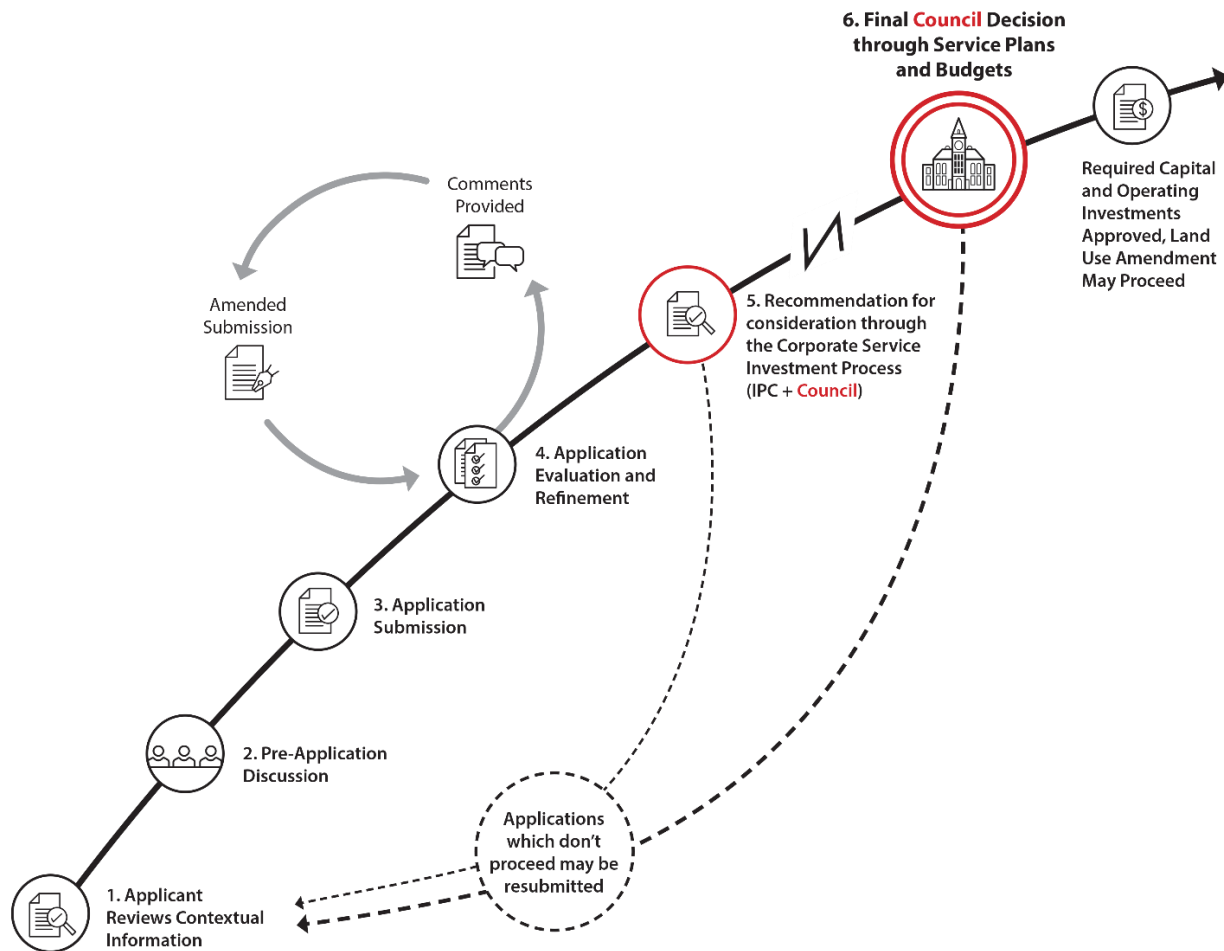 6. Final Council Decision
through Service Plans
and Budgets
$
Required Capital
and Operating
Investments
Approved, Land
Use Amendment
May Proceed
Comments
Provided
Amended
Submission
5. Recommendation for
consideration through
the Corporate Service
Investment Process
(IPC + Council)
4. Application
Evaluation and
Refinement
3. Application
Submission
2. Pre-Application
Discussion
Applications
which don't
proceed may be
resubmitted
1. Applicant
Reviews Contextual
Information